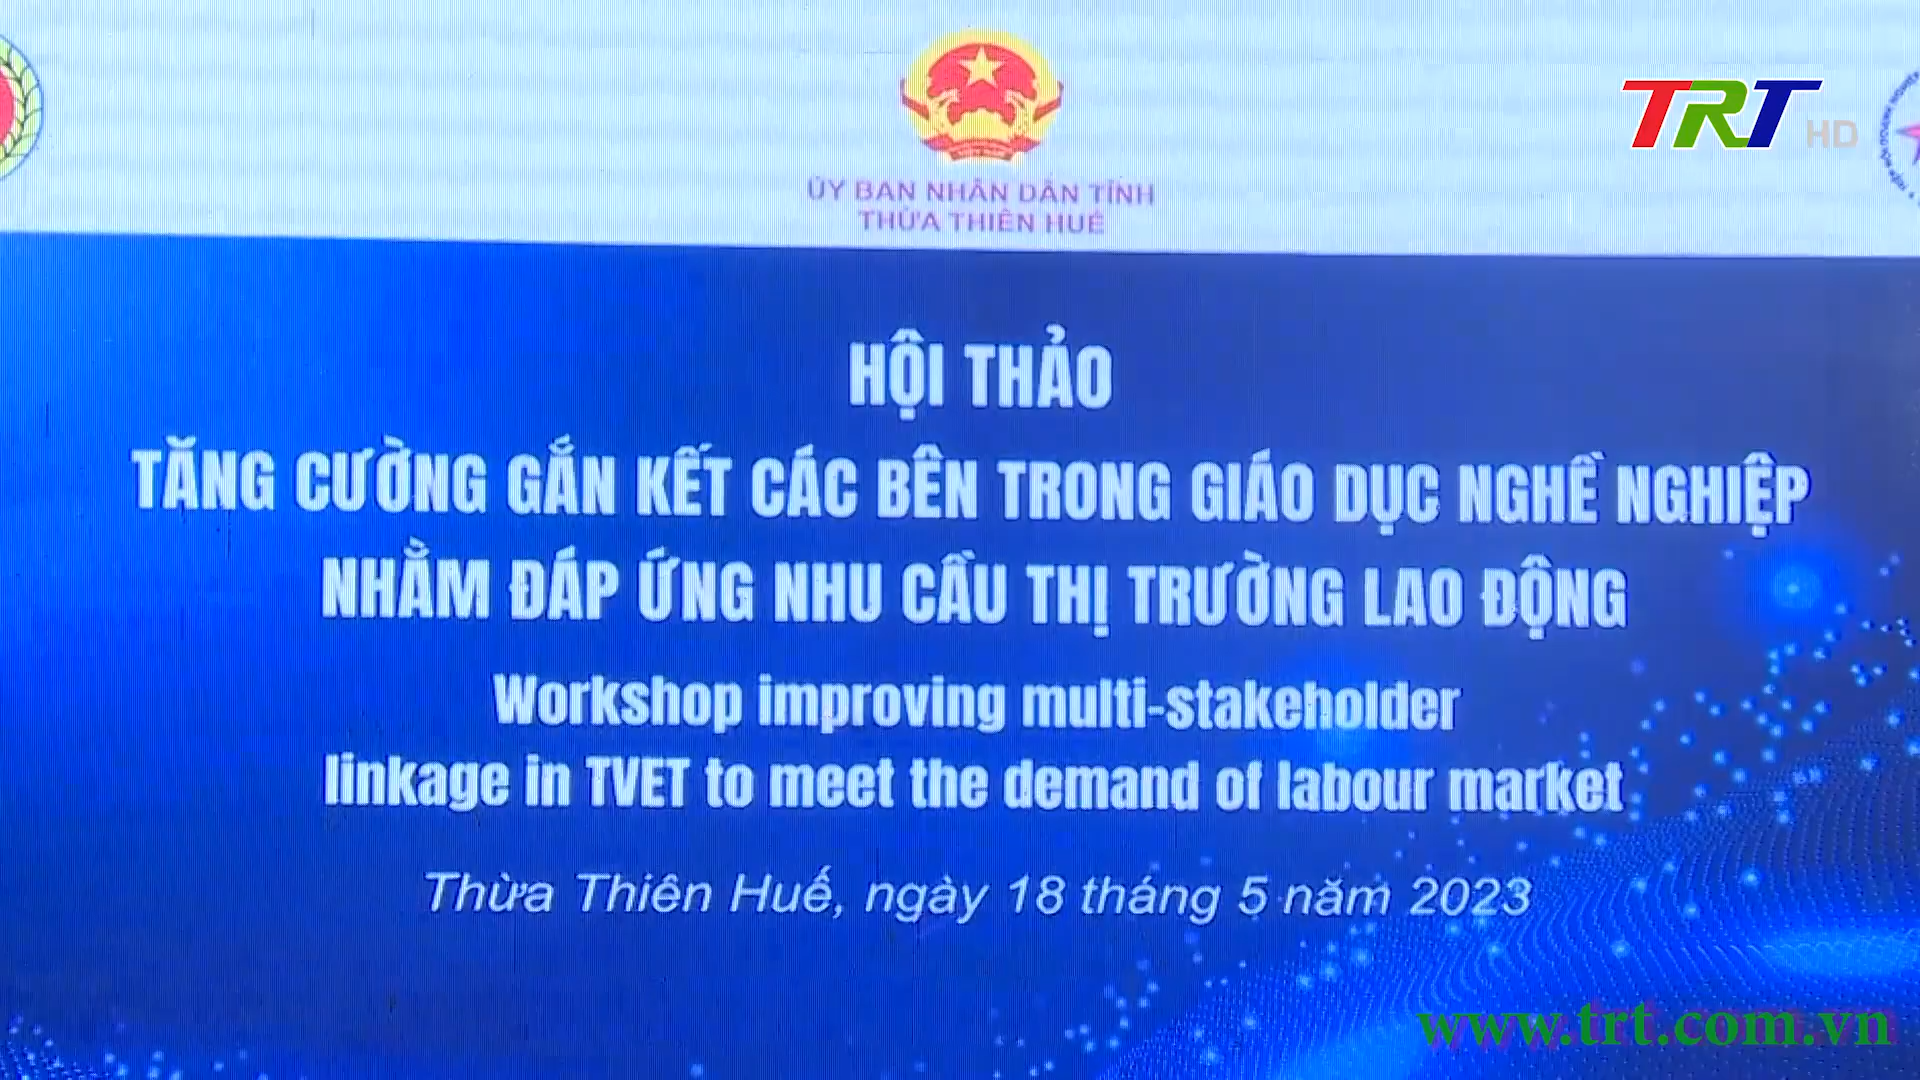 TRT HD
ỦY BAN NHÂN DÂN TỈNH
THỪA THIÊN HUẾ
HỘI THẢO
TĂNG CƯỜNG GẮN KẾT CÁC BÊN TRONG GIÁO DỤC NGHỀ NGHIỆP
NHẰM ĐÁP ỨNG NHU CẦU THỊ TRƯỜNG LAO ĐỘNG
Workshop improving multi-stakeholder
linkage in TVET to meet the demand of labour market
Thừa Thiên Huế, ngày 18 tháng 5 năm 2023
www.trt.com.vn